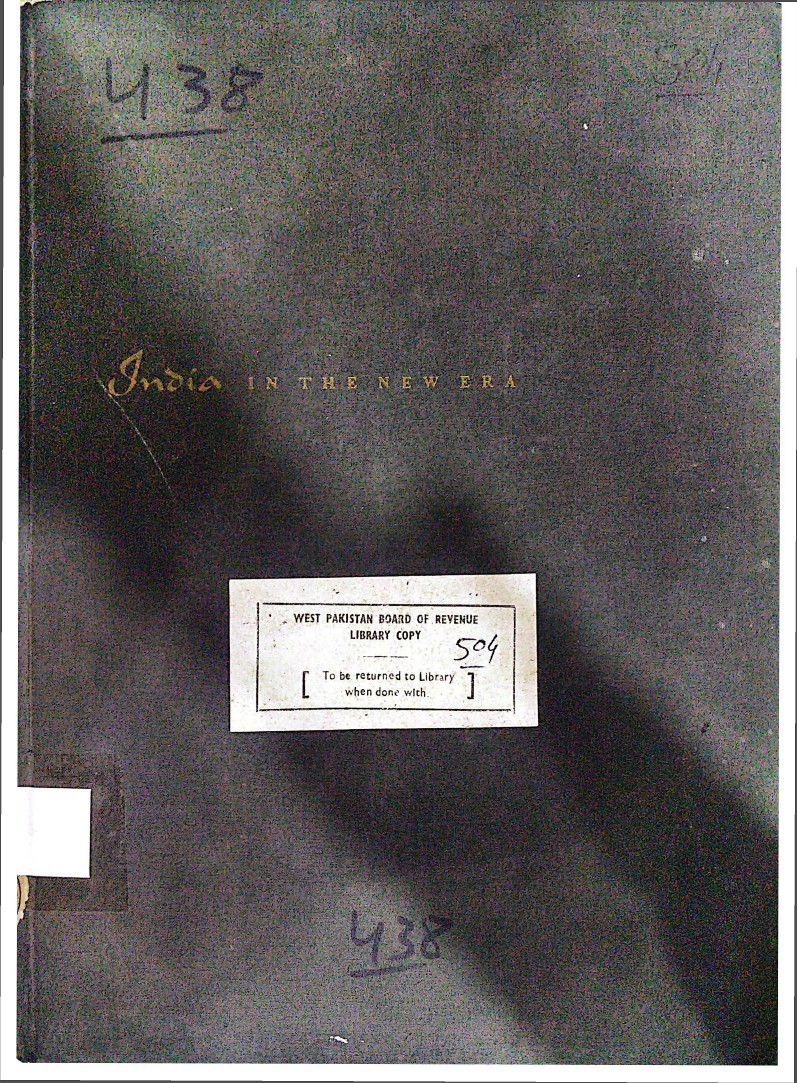 438
504
India IN THE NEW ERA
WEST PAKISTAN BOARD OF REVENUE
LIBRARY COPY
504
[ To be returned to Library
when done with ]
438